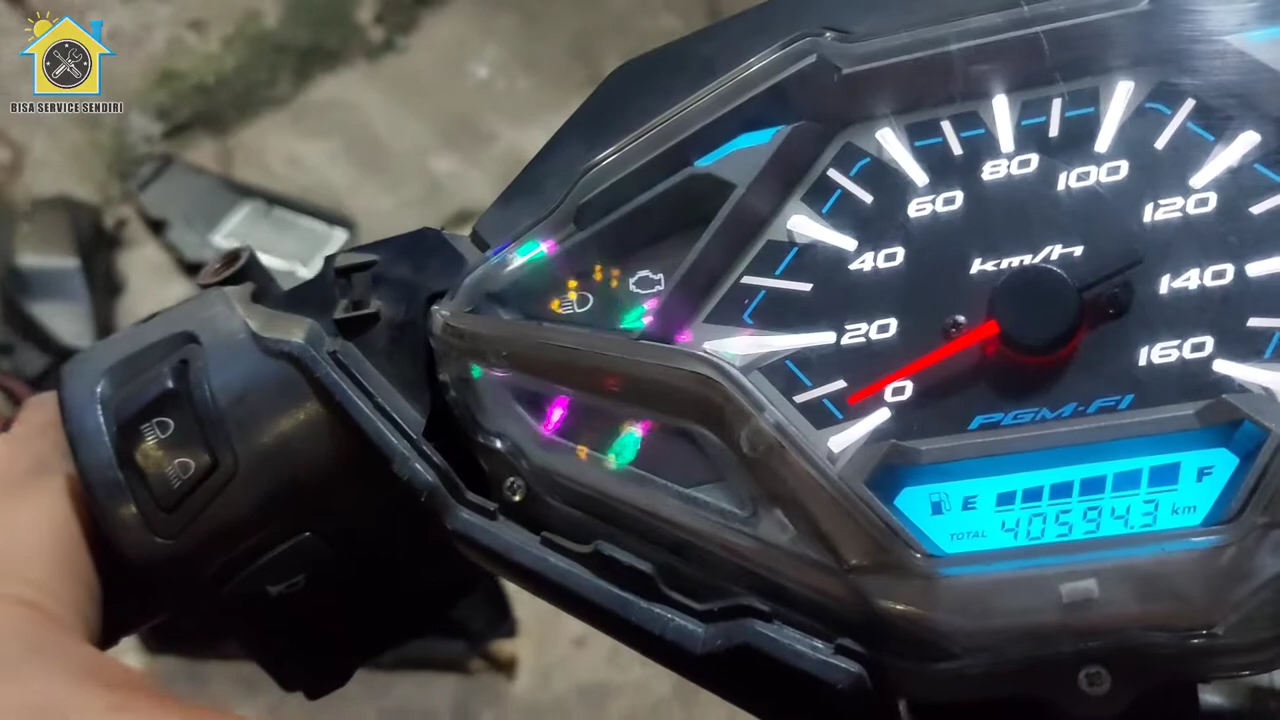 BISA SERVICE SENDIRI
0
20
40
60
80
100
120
140
160
km/h
PGM-FI
E
F
TOTAL 40594.3 km